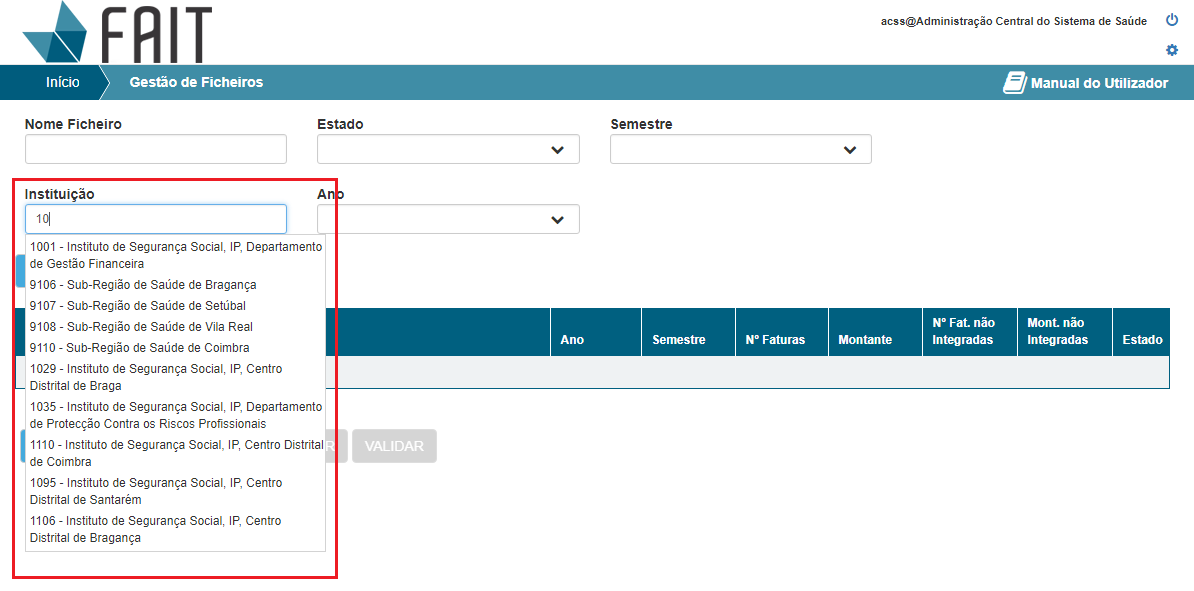 FAIT
acss@Administração Central do Sistema de Saúde
Início
Gestão de Ficheiros
Manual do Utilizador
Nome Ficheiro
Estado
Semestre
Instituição
Ano
10
1001 - Instituto de Segurança Social, IP, Departamento
de Gestão Financeira
9106 - Sub-Região de Saúde de Bragança
9107 - Sub-Região de Saúde de Setúbal
9108 - Sub-Região de Saúde de Vila Real
9110 - Sub-Região de Saúde de Coimbra
1029 - Instituto de Segurança Social, IP, Centro
Distrital de Braga
1035 - Instituto de Segurança Social, IP, Departamento
de Protecção Contra os Riscos Profissionais
1110 - Instituto de Segurança Social, IP, Centro Distrital
de Coimbra
1095 - Instituto de Segurança Social, IP, Centro
Distrital de Santarém
1106 - Instituto de Segurança Social, IP, Centro
Distrital de Bragança
Ano
Semestre
Nº Faturas
Montante
Nº Fat. não
Integradas
Mont. não
Integradas
Estado
VALIDAR